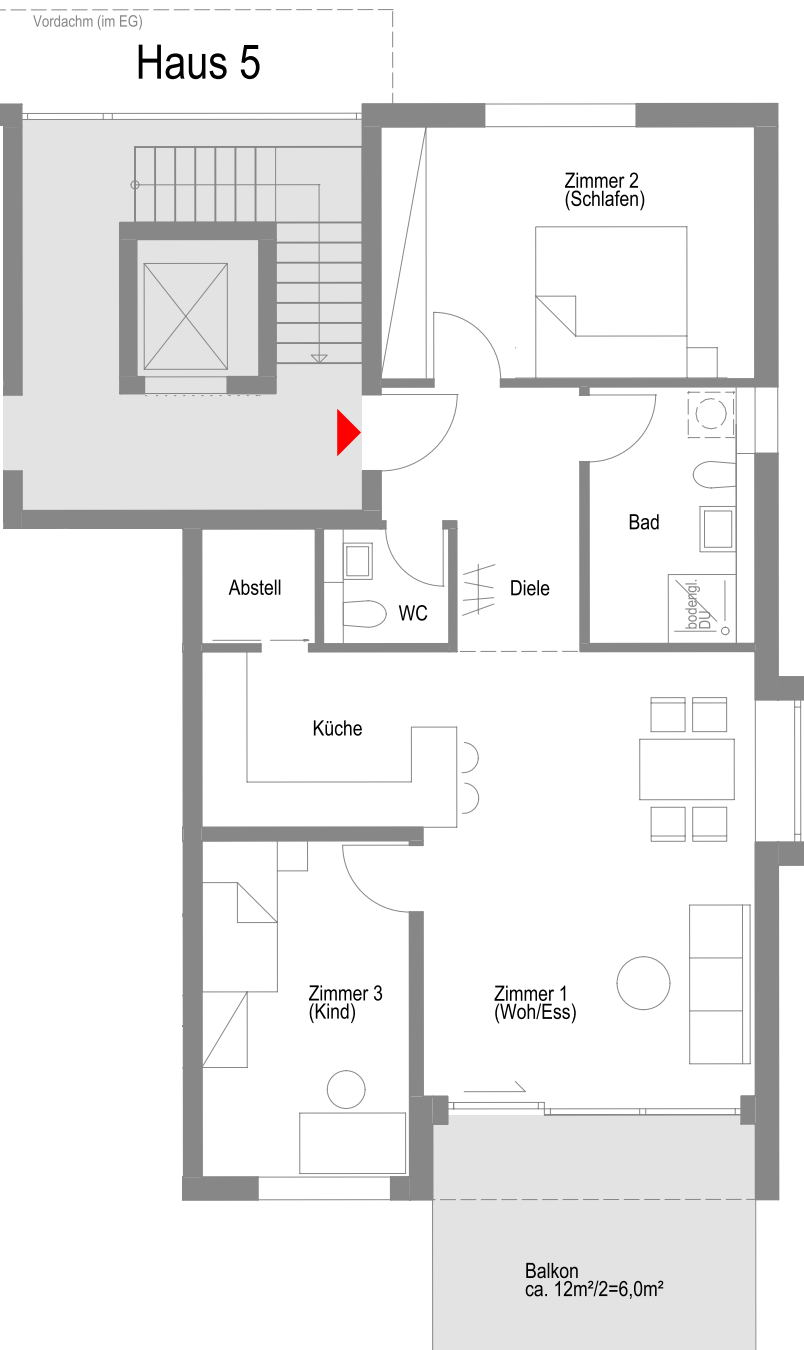 Vordachm (im EG)
Haus 5
Zimmer 2
(Schlafen)
Bad
Abstell
WC
Diele
bodengl.
DU
Küche
Zimmer 3
(Kind)
Zimmer 1
(Woh/Ess)
Balkon
ca. 12m²/2=6,0m²